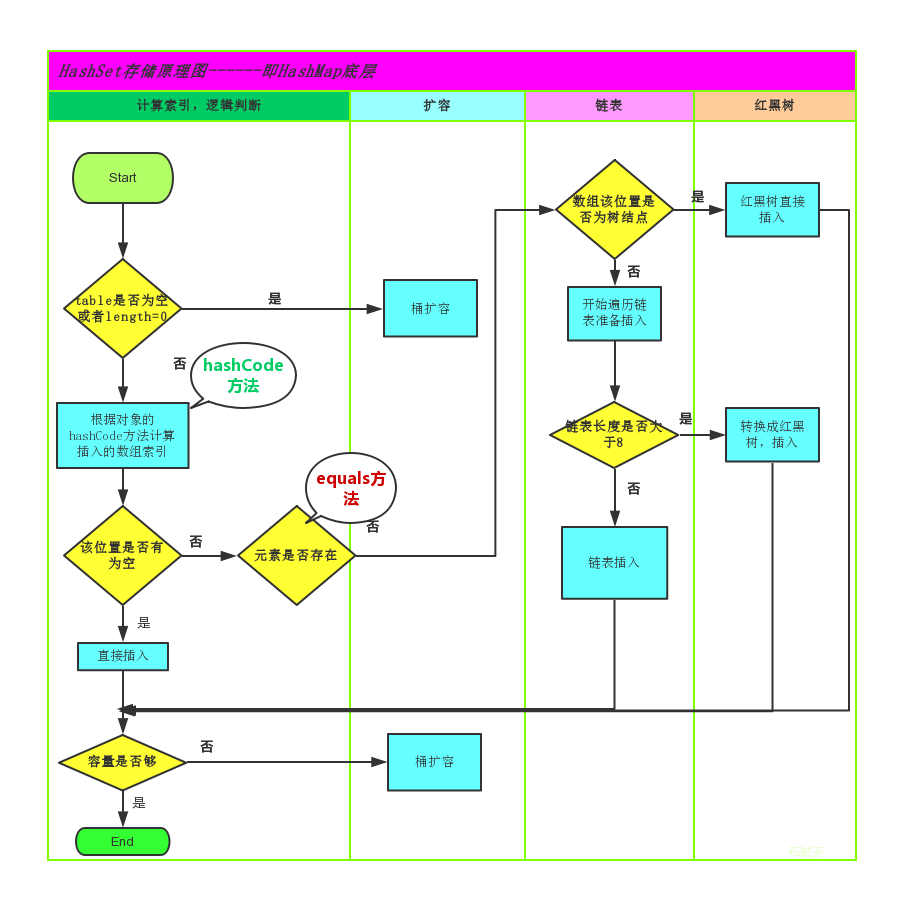 HashSet存储原理图------即HashMap底层
计算索引，逻辑判断
扩容
链表
红黑树
Start
table是否为空
或者length=0
是
桶扩容
否
hashCode
方法
根据对象的
hashCode方法计算
插入的数组索引
该位置是否有
为空
否
equals方
法
元素是否存在
否
是
直接插入
数组该位置是
否为树结点
是
红黑树直接
插入
否
开始遍历链
表准备插入
链表长度是否大
于8
是
转换成红黑
树，插入
否
链表插入
容量是否够
否
桶扩容
是
End